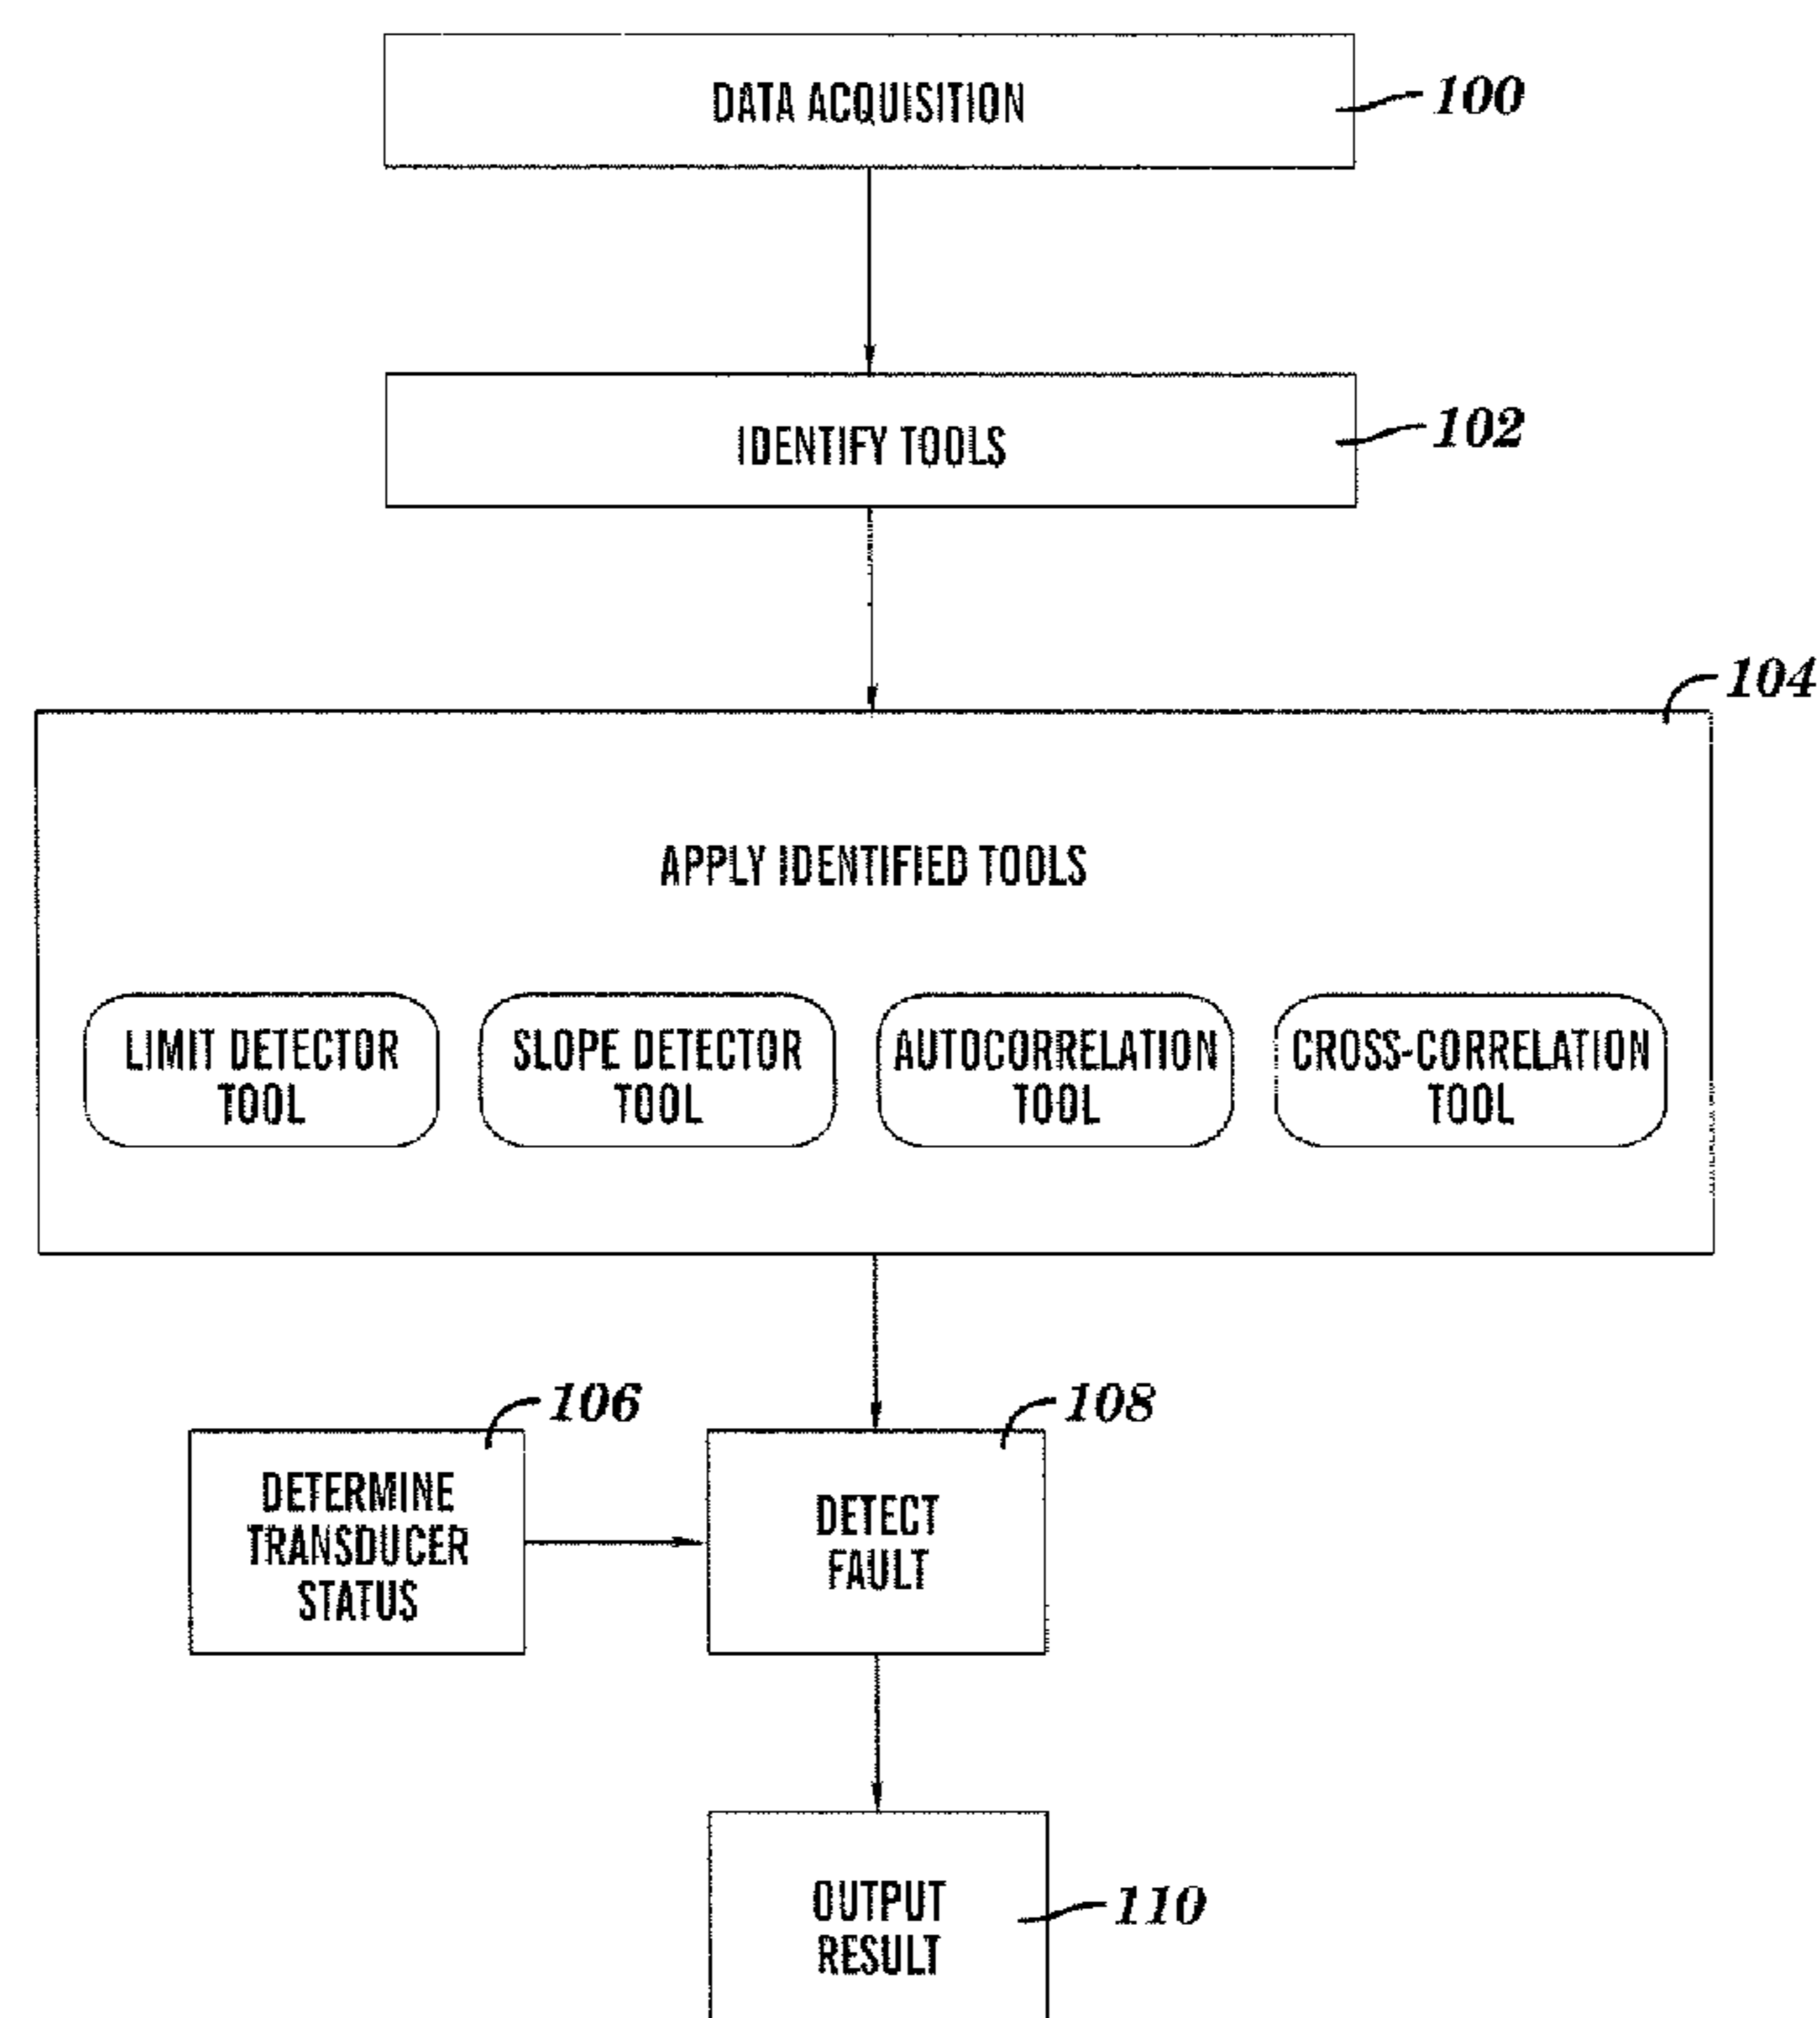 DATA ACQUISITION
100
IDENTIFY TOOLS
102
104
APPLY IDENTIFIED TOOLS
LIMIT DETECTOR
TOOL
SLOPE DETECTOR
TOOL
AUTOCORRELATION
TOOL
CROSS-CORRELATION
TOOL
106
DETERMINE
TRANSDUCER
STATUS
108
DETECT
FAULT
OUTPUT
RESULT
110